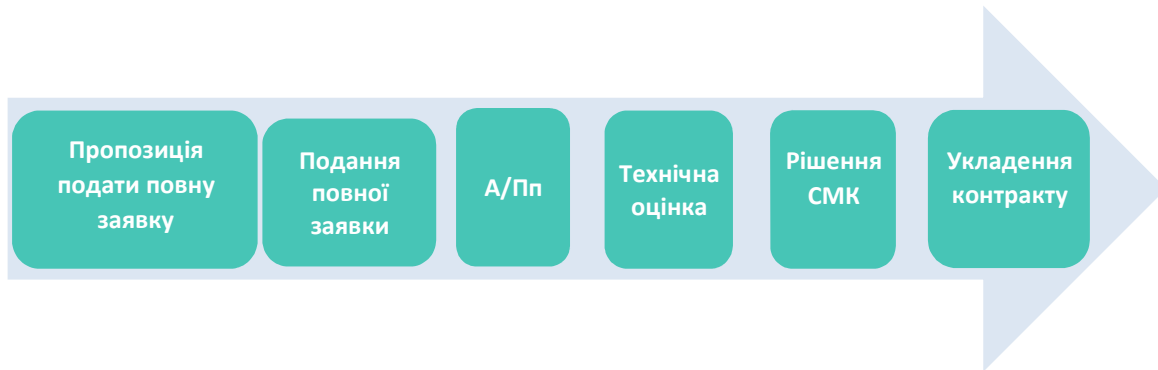 Пропозиція
подати повну
заявку
Подання
повної
заявки
А/Пп
Технічна
оцінка
Рішення
СМК
Укладення
контракту